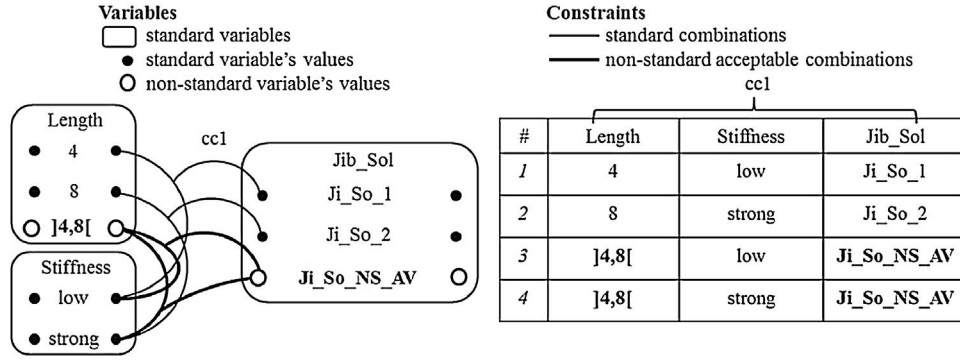 Variables
standard variables
standard variable's values
non-standard variable's values
Length
4
8
]4,8[
Stiffness
low
strong
cc1
Jib_Sol
Ji_So_1
Ji_So_2
Ji_So_NS_AV
Constraints
standard combinations
non-standard acceptable combinations
cc1
# Length Stiffness Jib_Sol
1 4 low Ji_So_1
2 8 strong Ji_So_2
3 ]4,8[ low Ji_So_NS_AV
4 ]4,8[ strong Ji_So_NS_AV